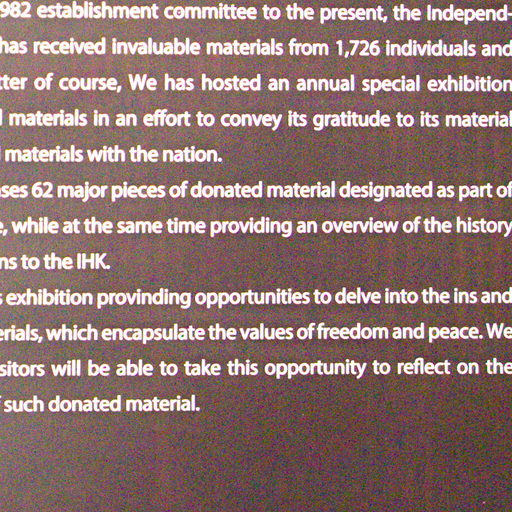 982 establishment committee to the present, the Independ-
has received invaluable materials from 1,726 individuals and
tter of course, We has hosted an annual special exhibition
materials in an effort to convey its gratitude to its material
materials with the nation.
ses 62 major pieces of donated material designated as part of
e, while at the same time providing an overview of the history
ns to the IHK.
s exhibition provinding opportunities to delve into the ins and
erials, which encapsulate the values of freedom and peace. We
sitors will be able to take this opportunity to reflect on the
f such donated material.